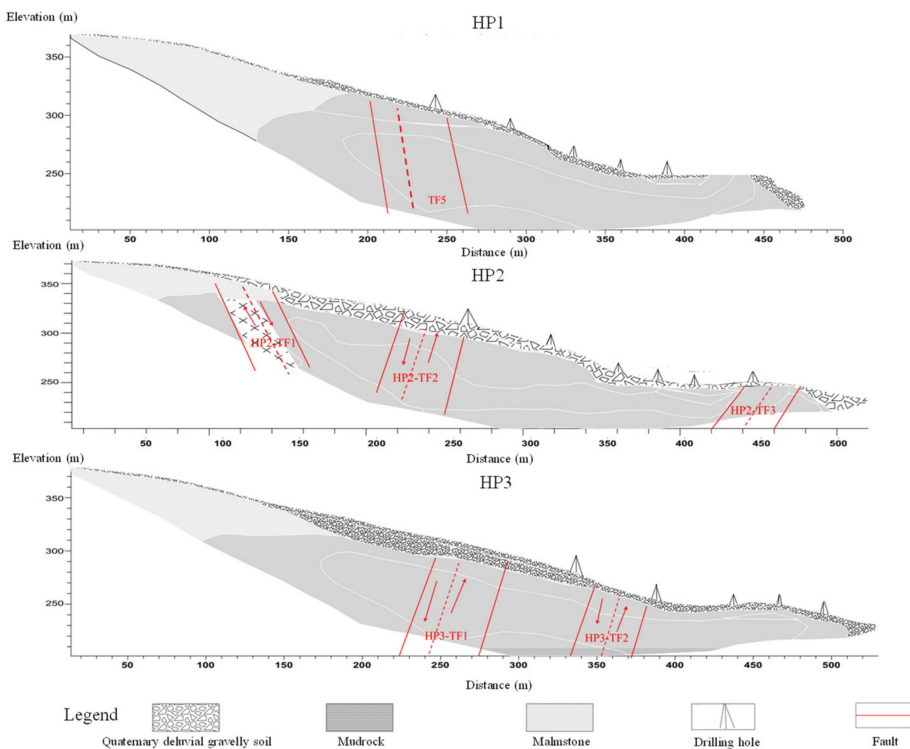 HP1
Elevation (m)
350
300
250
TF5
50
100
150
200
250
300
350
400
450
500
Distance (m)
Elevation (m)
HP2
350
300
250
HP2-TF1
HP2-TF2
HP2-TF3
50
100
150
200
250
300
350
400
450
500
Distance (m)
Elevation (m)
HP3
350
300
250
HP3-TF1
HP3-TF2
50
100
150
200
250
300
350
400
450
500
Distance (m)
Legend
Quaternary deluvial gravelly soil
Mudrock
Malmstone
Drilling hole
Fault